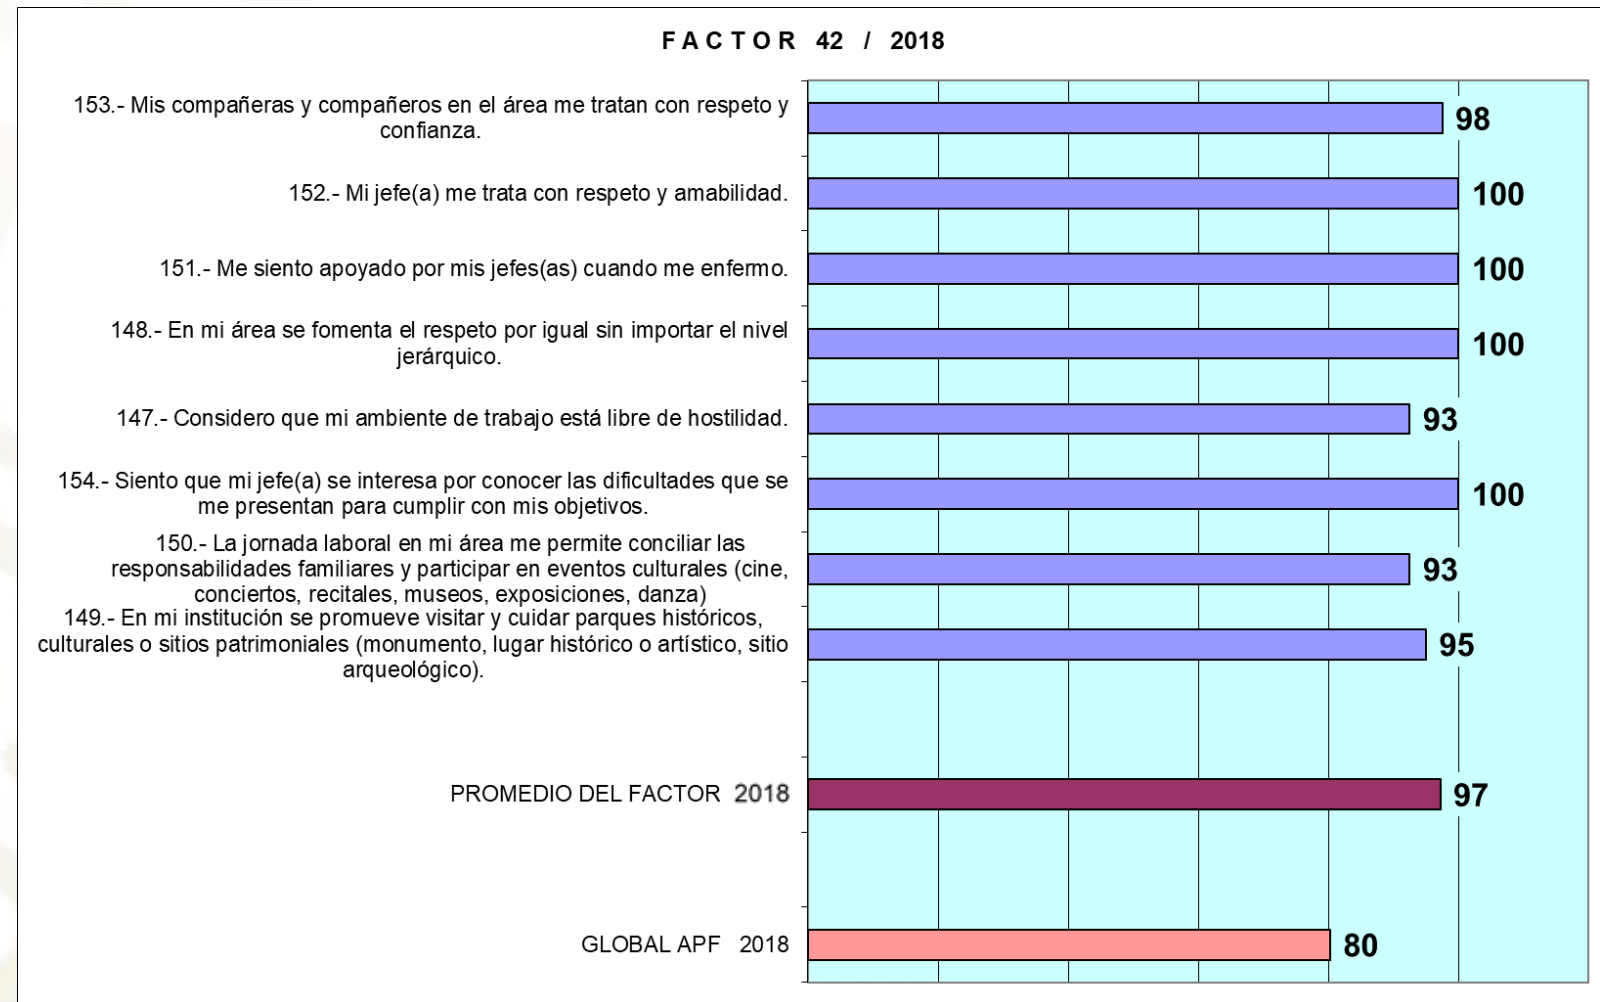 FACTOR 42 / 2018
153.- Mis compañeras y compañeros en el área me tratan con respeto y
confianza.
98
152.- Mi jefe(a) me trata con respeto y amabilidad.
100
151.- Me siento apoyado por mis jefes(as) cuando me enfermo.
100
148.- En mi área se fomenta el respeto por igual sin importar el nivel
jerárquico.
100
147.- Considero que mi ambiente de trabajo está libre de hostilidad.
93
154.- Siento que mi jefe(a) se interesa por conocer las dificultades que se
me presentan para cumplir con mis objetivos.
100
150.- La jornada laboral en mi área me permite conciliar las
responsabilidades familiares y participar en eventos culturales (cine,
conciertos, recitales, museos, exposiciones, danza)
93
149.- En mi institución se promueve visitar y cuidar parques históricos,
culturales o sitios patrimoniales (monumento, lugar histórico o artístico, sitio
arqueológico).
95
PROMEDIO DEL FACTOR 2018
97
GLOBAL APF 2018
80